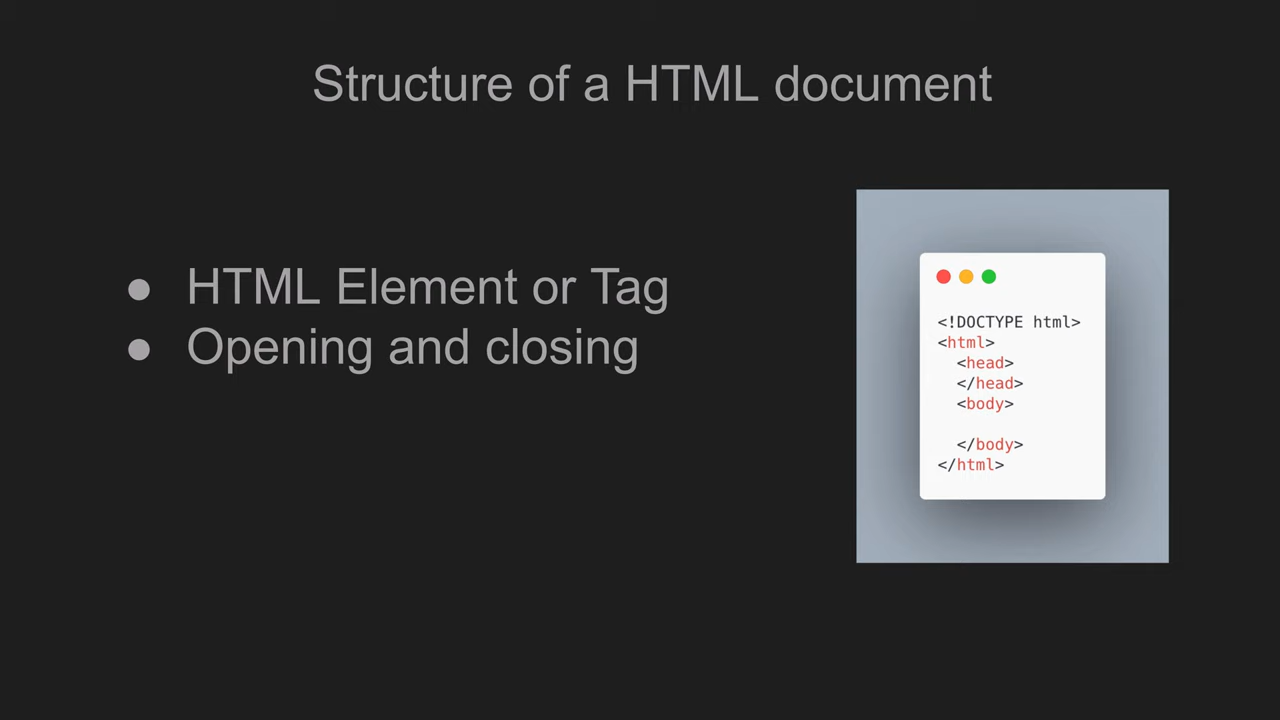 Structure of a HTML document
● HTML Element or Tag
● Opening and closing
<!DOCTYPE html>
<html>
  <head>
  </head>
  <body>

  </body>
</html>